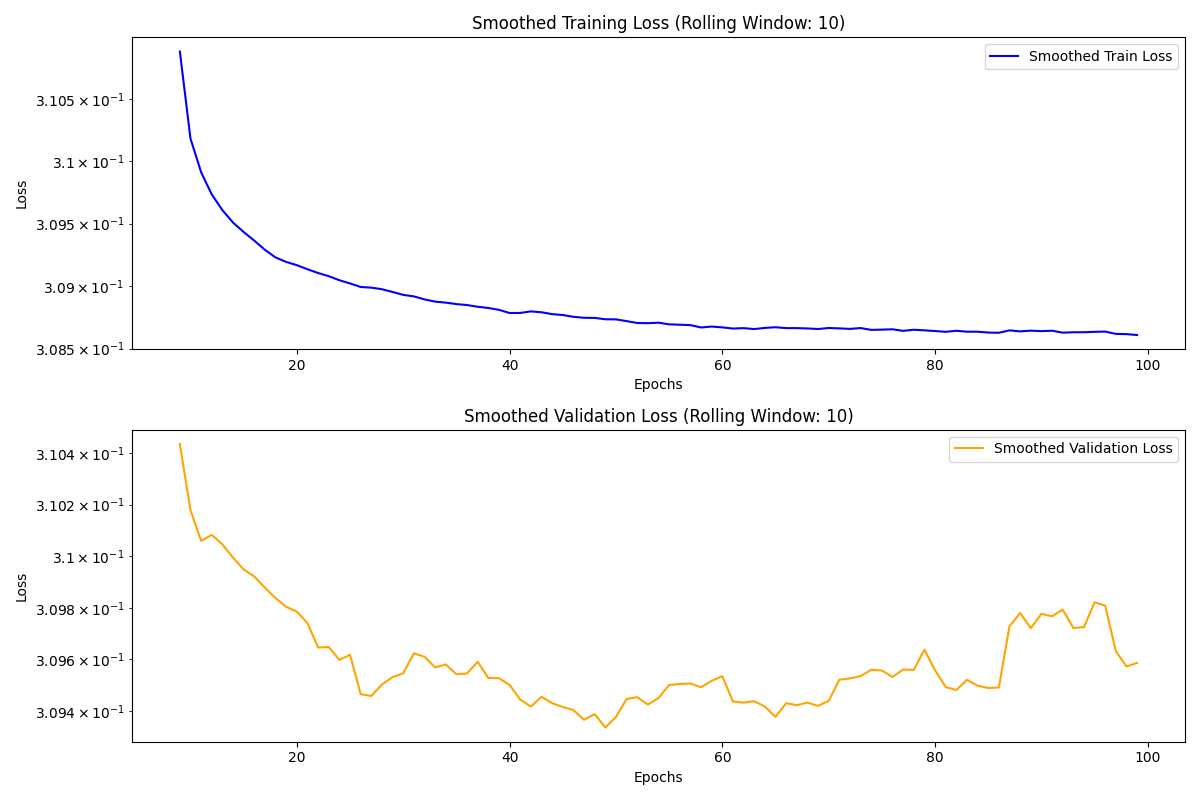 Smoothed Training Loss (Rolling Window: 10)
Smoothed Train Loss
3.105 × 10⁻¹
3.1 × 10⁻¹
3.095 × 10⁻¹
3.09 × 10⁻¹
3.085 × 10⁻¹
Loss
20 40 60 80 100
Epochs
Smoothed Validation Loss (Rolling Window: 10)
Smoothed Validation Loss
3.104 × 10⁻¹
3.102 × 10⁻¹
3.1 × 10⁻¹
3.098 × 10⁻¹
3.096 × 10⁻¹
3.094 × 10⁻¹
Loss
20 40 60 80 100
Epochs